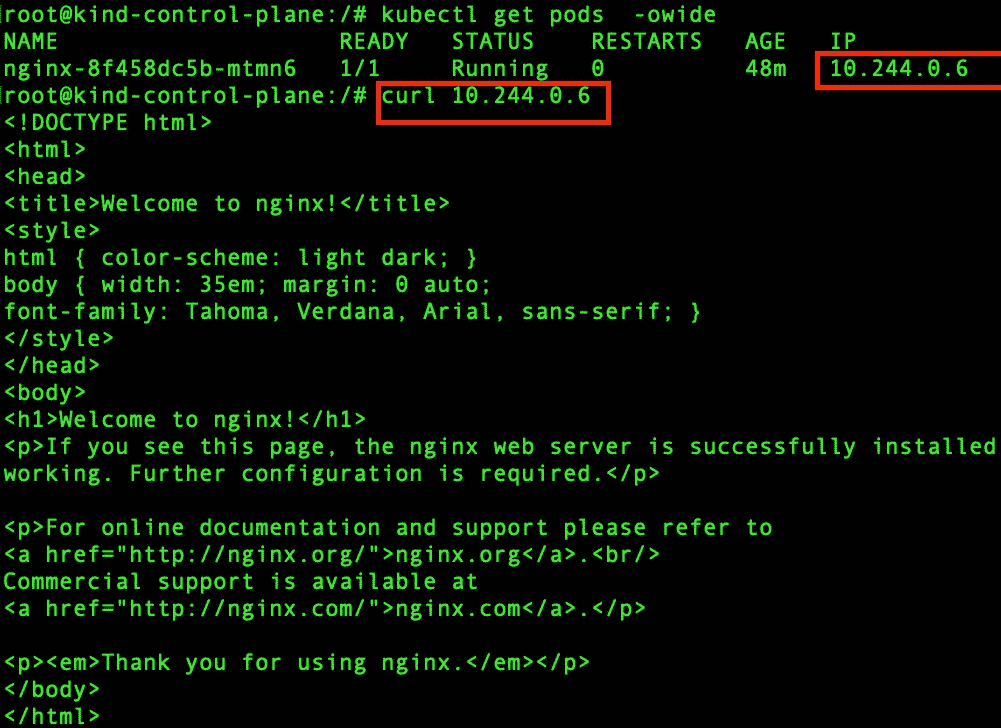 root@kind-control-plane:/# kubectl get pods  -owide
NAME                     READY   STATUS    RESTARTS   AGE   IP
nginx-8f458dc5b-mtmn6   1/1     Running   0          48m   10.244.0.6
root@kind-control-plane:/# curl 10.244.0.6
<!DOCTYPE html>
<html>
<head>
<title>Welcome to nginx!</title>
<style>
html { color-scheme: light dark; }
body { width: 35em; margin: 0 auto;
font-family: Tahoma, Verdana, Arial, sans-serif; }
</style>
</head>
<body>
<h1>Welcome to nginx!</h1>
<p>If you see this page, the nginx web server is successfully installed
working. Further configuration is required.</p>

<p>For online documentation and support please refer to
<a href="http://nginx.org/">nginx.org</a>.<br/>
Commercial support is available at
<a href="http://nginx.com/">nginx.com</a>.</p>

<p><em>Thank you for using nginx.</em></p>
</body>
</html>